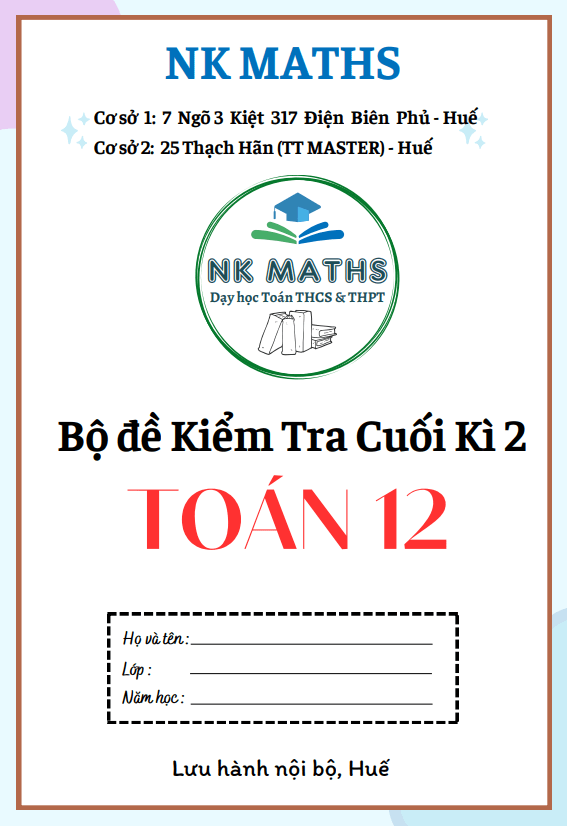 NK MATHS
Cơ sở 1: 7 Ngõ 3 Kiệt 317 Điện Biên Phủ - Huế
Cơ sở 2: 25 Thạch Hãn (TT MASTER) - Huế
NK MATHS
Dạy học Toán THCS & THPT
Bộ đề Kiểm Tra Cuối Kì 2
TOÁN 12
Họ và tên:
Lớp :
Năm học :
Lưu hành nội bộ, Huế